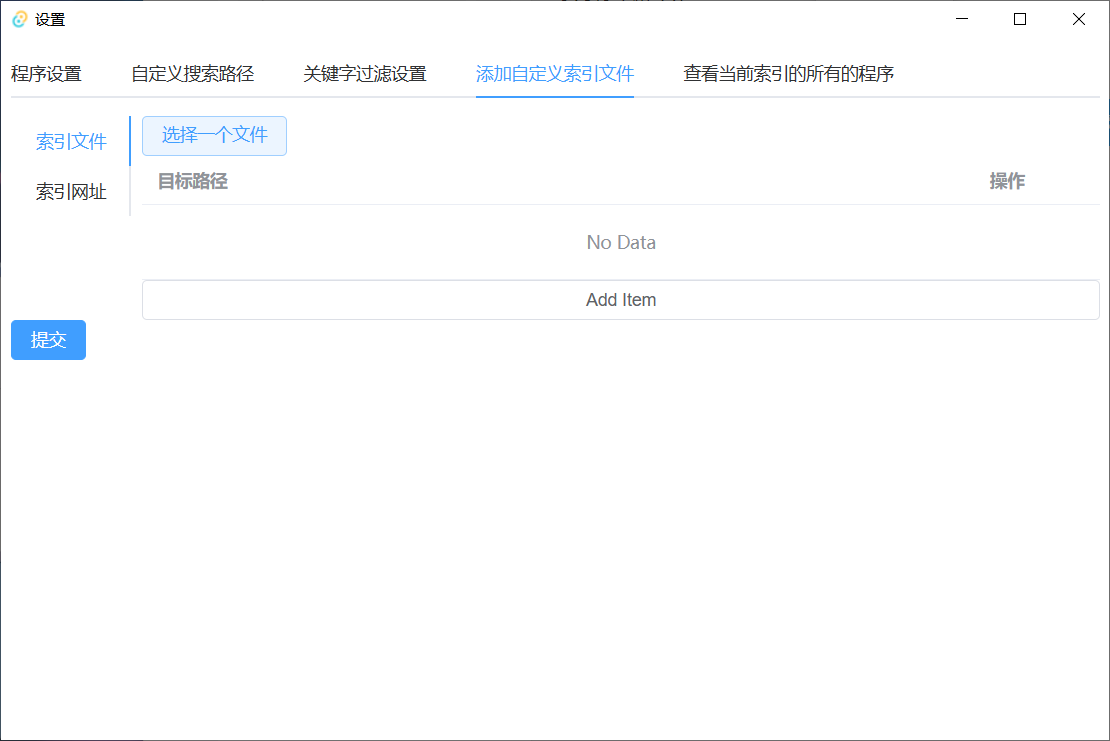 设置
程序设置 自定义搜索路径 关键字过滤设置 添加自定义索引文件 查看当前索引的所有的程序
索引文件
索引网址
选择一个文件
目标路径 操作
No Data
Add Item
提交